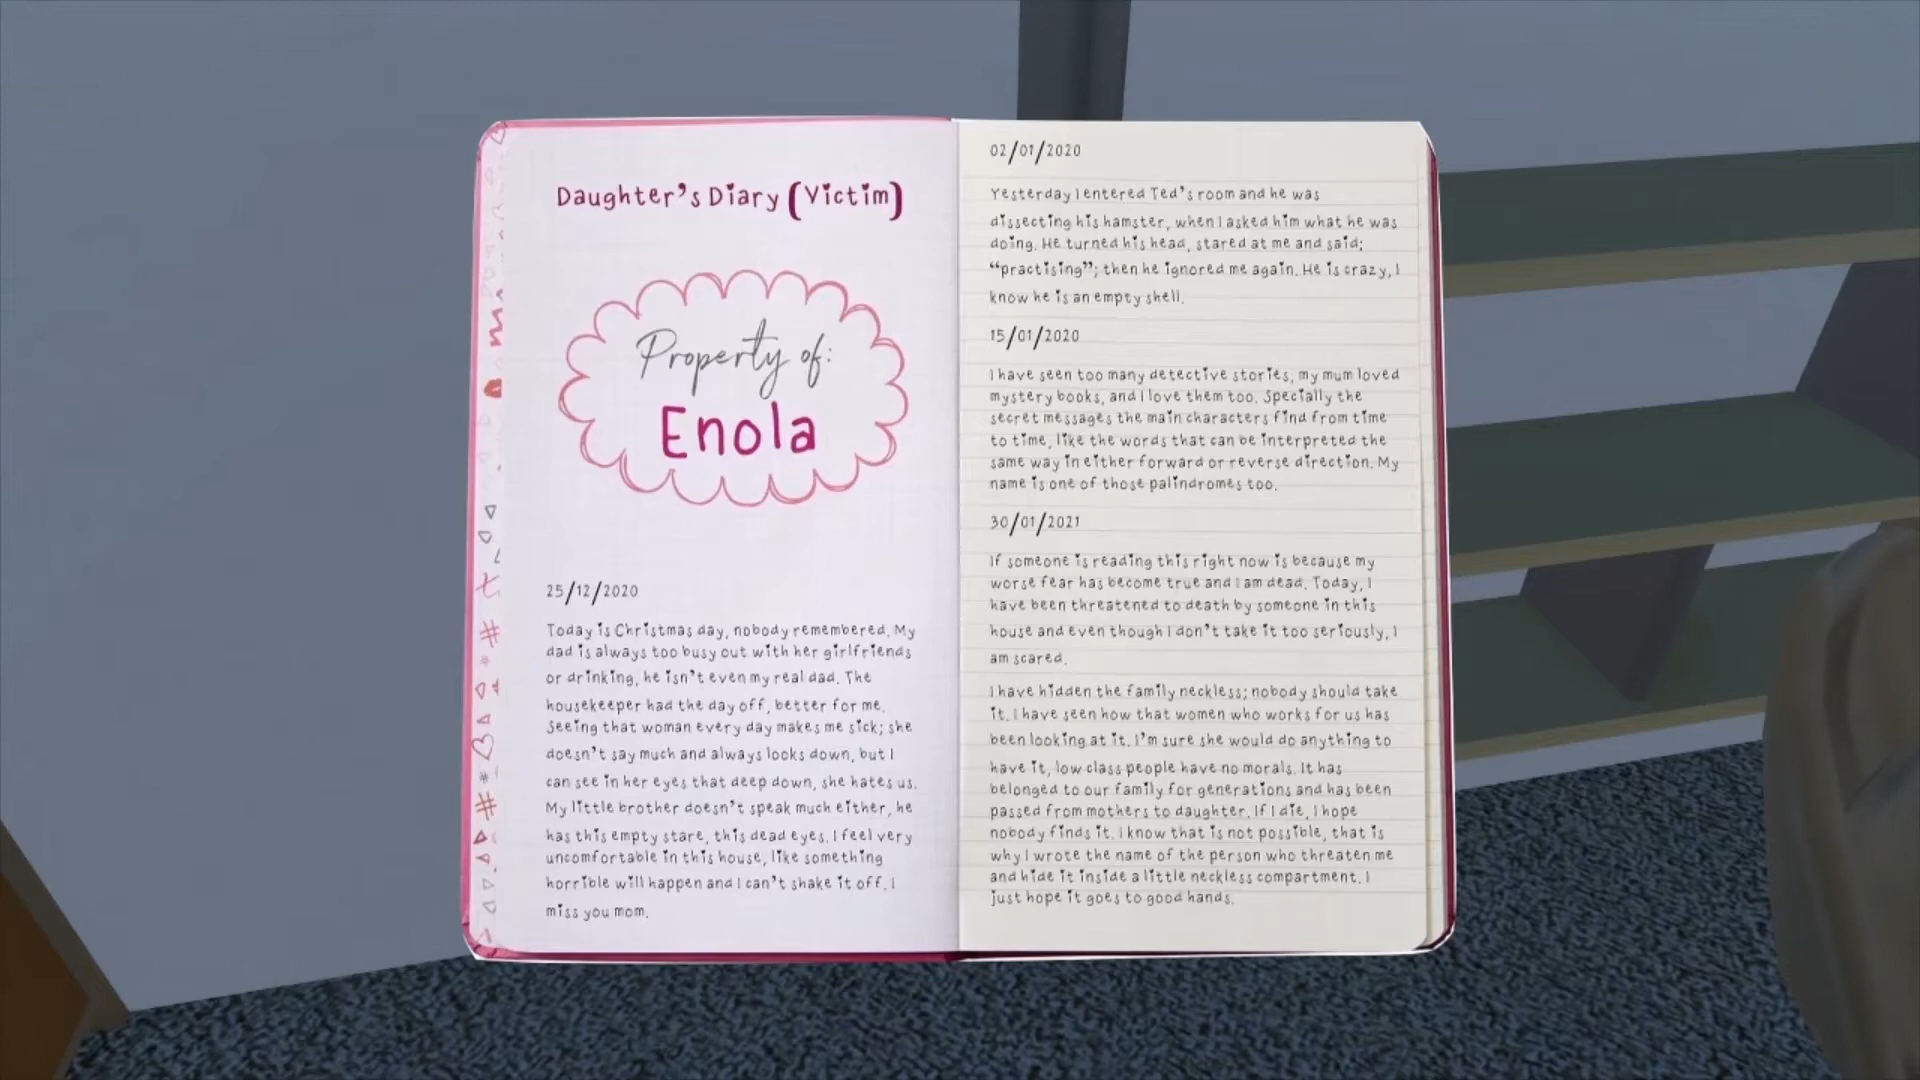 Daughter's Diary (Victim)
Property of:
Enola
25/12/2020
Today is Christmas day, nobody remembered. My
dad is always too busy out with her girlfriends
or drinking, he isn't even my real dad. The
housekeeper had the day off, better for me.
Seeing that woman every day makes me sick; she
doesn't say much and always looks down, but I
can see in her eyes that deep down, she hates us.
My little brother doesn't speak much either, he
has this empty stare, this dead eyes. I feel very
uncomfortable in this house, like something
horrible will happen and I can't shake it off. I
miss you mom.
02/01/2020
Yesterday I entered Ted's room and he was
dissecting his hamster, when I asked him what he was
doing. He turned his head, stared at me and said;
"practising"; then he ignored me again. He is crazy, I
know he is an empty shell.
15/01/2020
I have seen too many detective stories, my mum loved
mystery books, and I love them too. Specially the
secret messages the main characters find from time
to time, like the words that can be interpreted the
same way in either forward or reverse direction. My
name is one of those palindromes too.
30/01/2021
If someone is reading this right now is because my
worse fear has become true and I am dead. Today, I
have been threatened to death by someone in this
house and even though I don't take it too seriously, I
am scared.
I have hidden the family neckless; nobody should take
it. I have seen how that women who works for us has
been looking at it. I'm sure she would do anything to
have it, low class people have no morals. It has
belonged to our family for generations and has been
passed from mothers to daughter. If I die, I hope
nobody finds it. I know that is not possible, that is
why I wrote the name of the person who threaten me
and hide it inside a little neckless compartment. I
just hope it goes to good hands.